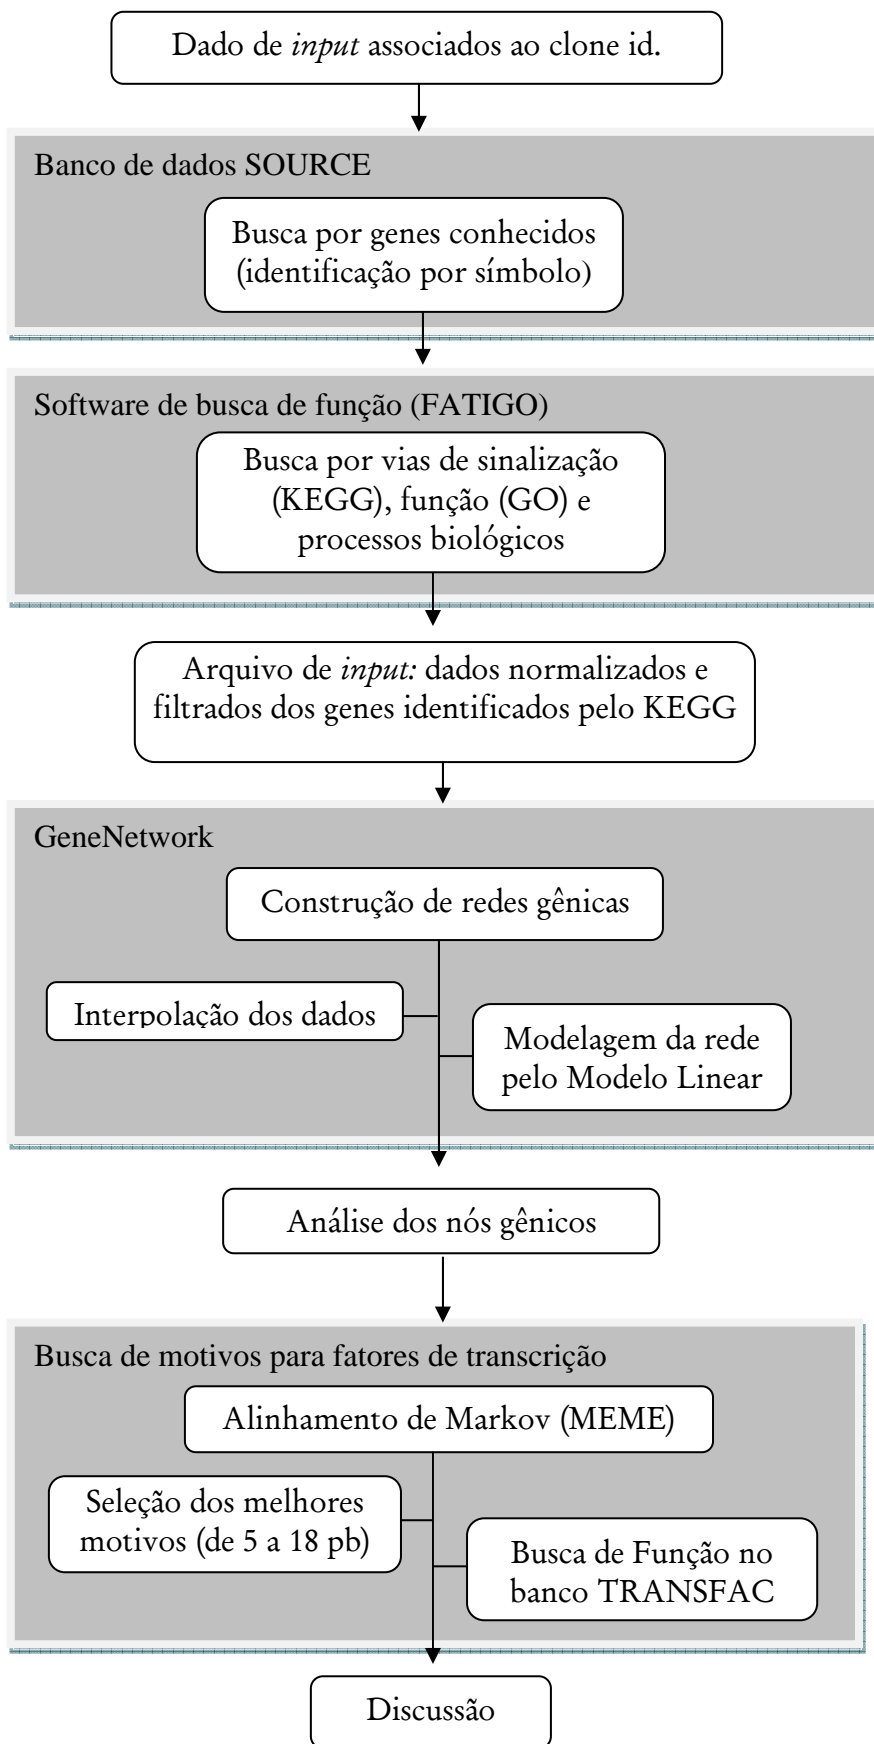 Dado de input associados ao clone id.
Banco de dados SOURCE
Busca por genes conhecidos
(identificação por símbolo)
Software de busca de função (FATIGO)
Busca por vias de sinalização
(KEGG), função (GO) e
processos biológicos
Arquivo de input: dados normalizados e
filtrados dos genes identificados pelo KEGG
GeneNetwork
Construção de redes gênicas
Interpolação dos dados
Modelagem da rede
pelo Modelo Linear
Análise dos nós gênicos
Busca de motivos para fatores de transcrição
Alinhamento de Markov (MEME)
Seleção dos melhores
motivos (de 5 a 18 pb)
Busca de Função no
banco TRANSFAC
Discussão